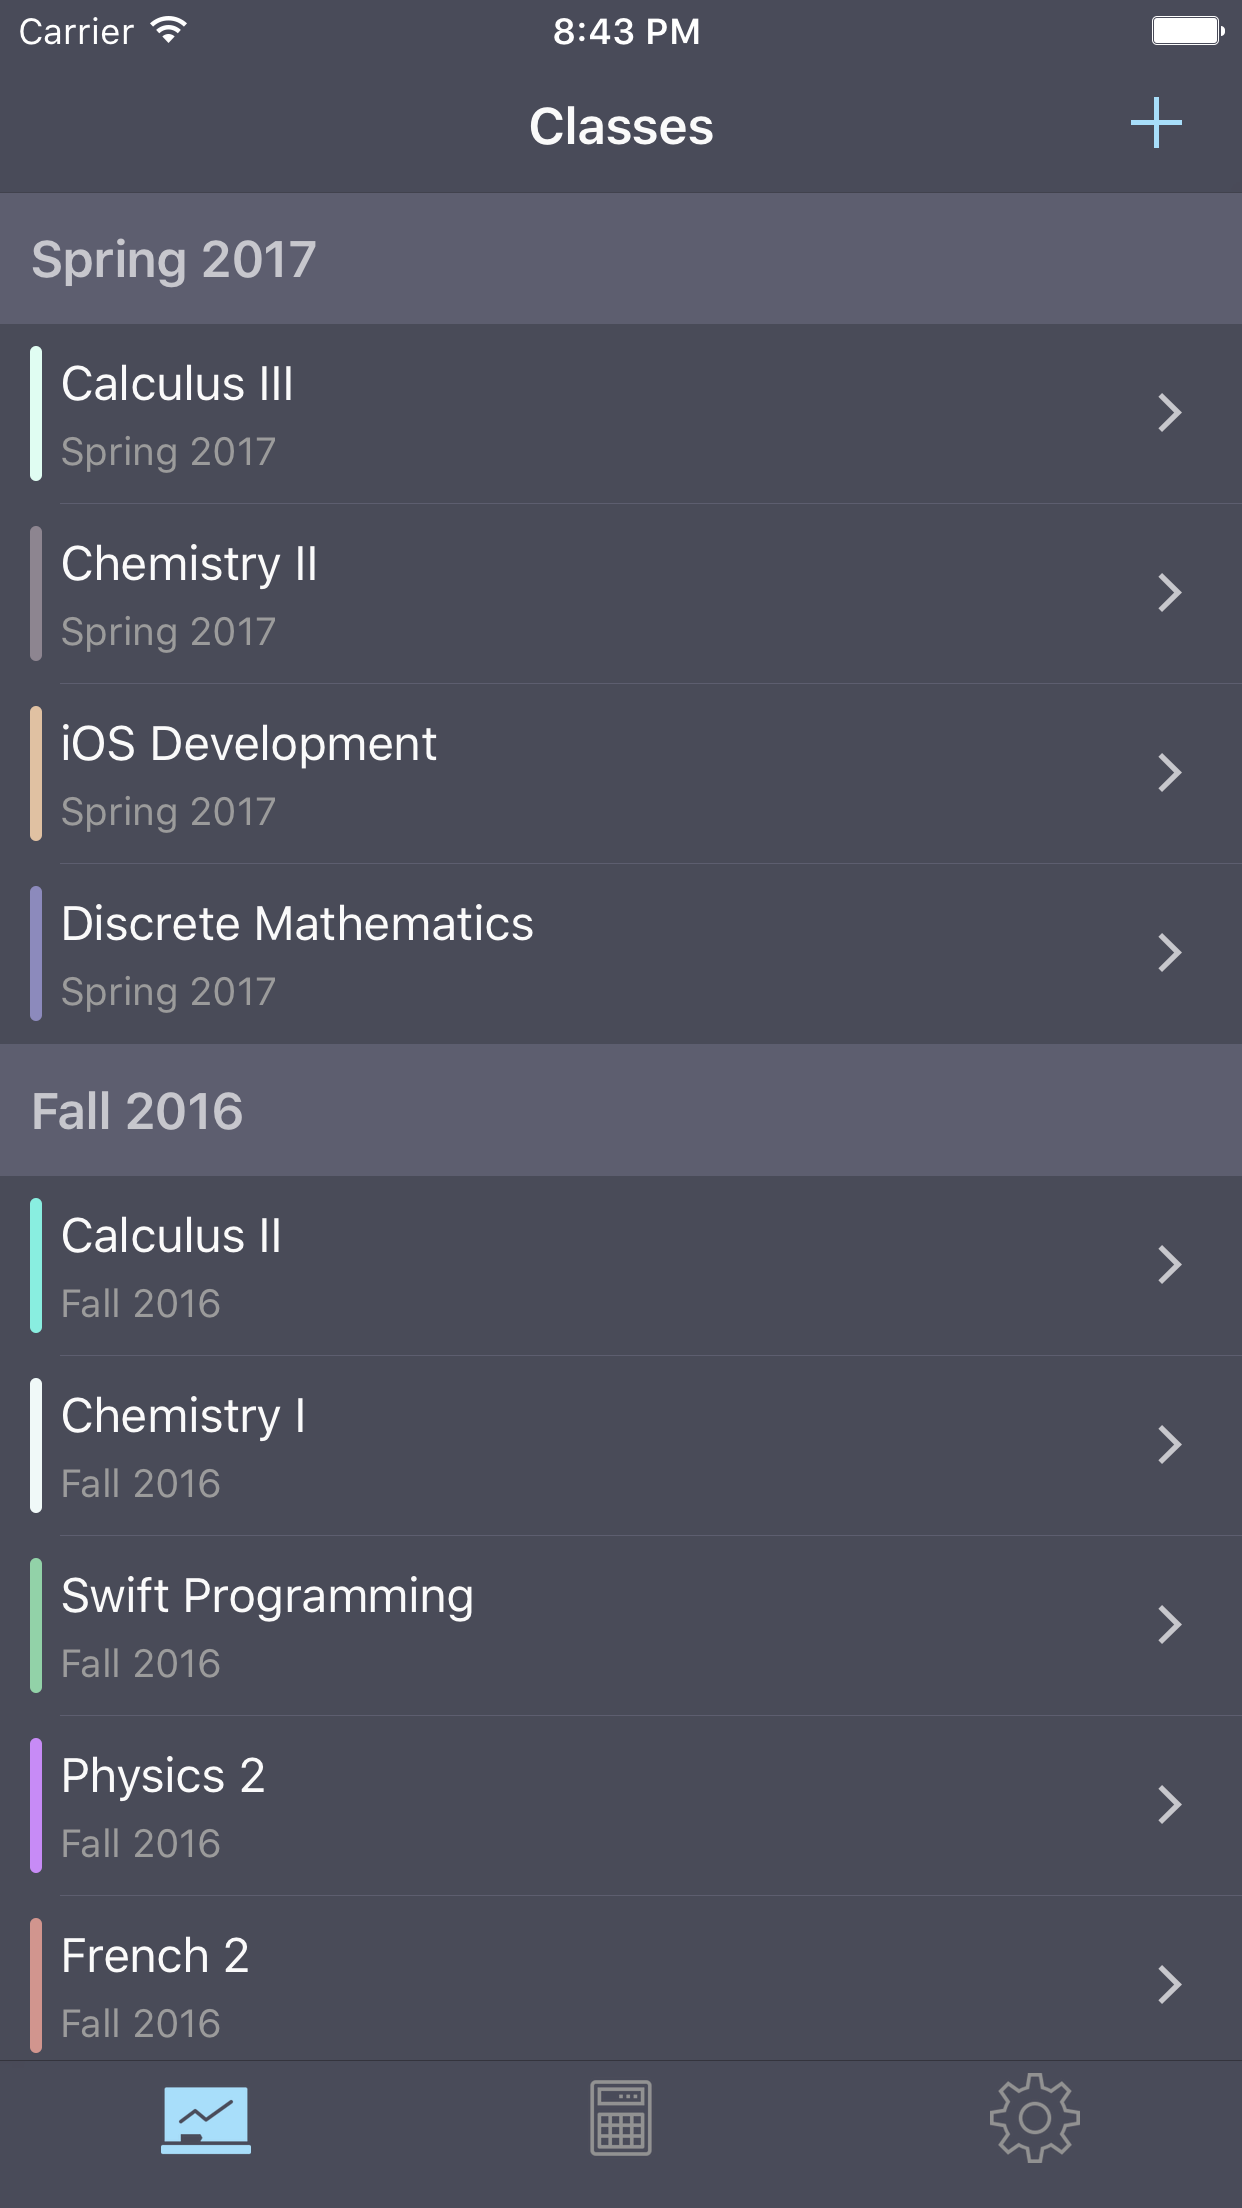 Carrier 8:43 PM
Classes
Spring 2017
Calculus III
Spring 2017
Chemistry II
Spring 2017
iOS Development
Spring 2017
Discrete Mathematics
Spring 2017
Fall 2016
Calculus II
Fall 2016
Chemistry I
Fall 2016
Swift Programming
Fall 2016
Physics 2
Fall 2016
French 2
Fall 2016